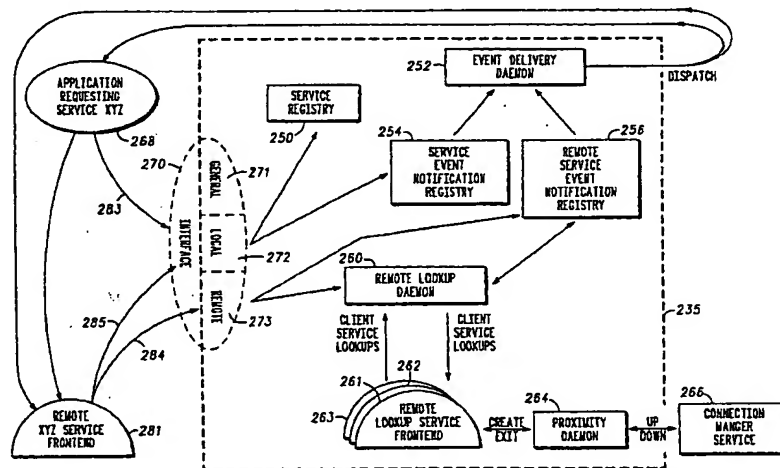 252
EVENT DELIVERY
DAEMON
DISPATCH
APPLICATION
REQUESTING
SERVICE XYZ
268
SERVICE
REGISTRY
250
254
SERVICE
EVENT
NOTIFICATION
REGISTRY
256
REMOTE
SERVICE
EVENT
NOTIFICATION
REGISTRY
270
283
INTERFACE
GENERAL
271
LOCAL
272
REMOTE
273
260
REMOTE LOOKUP
DAEMON
235
285
284
CLIENT
SERVICE
LOOKUPS
CLIENT
SERVICE
LOOKUPS
262
261
263
REMOTE
LOOKUP SERVICE
FRONTEND
CREATE
EXIT
264
PROXIMITY
DAEMON
UP
DOWN
266
CONNECTION
MANGER
SERVICE
REMOTE
XYZ SERVICE
FRONTEND
281